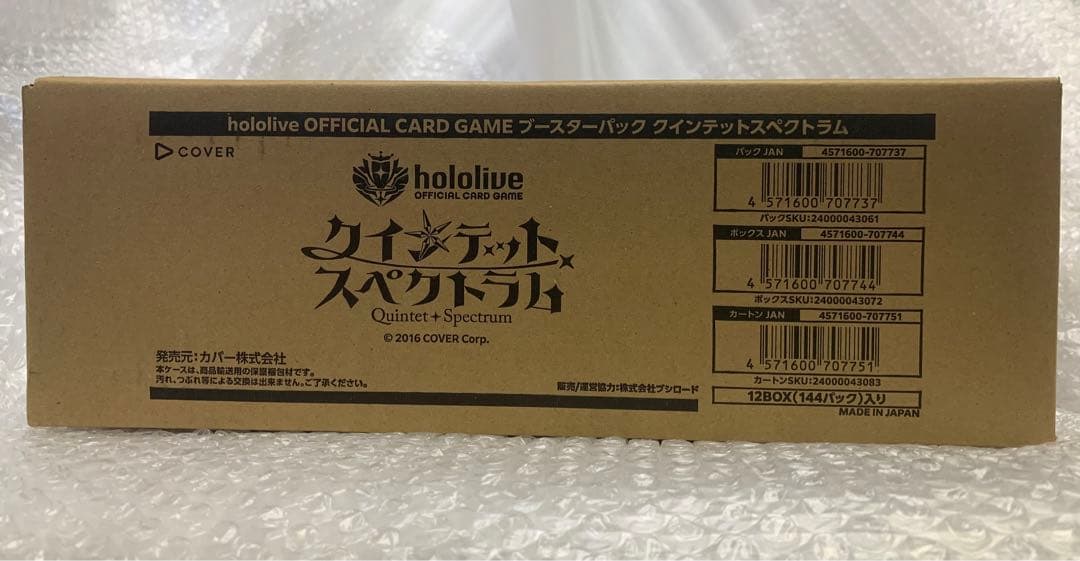 hololive OFFICIAL CARD GAME ブースターパック クインテットスペクトラム
COVER
hololive
OFFICIAL CARD GAME
クインテット
スペクトラム
Quintet Spectrum
© 2016 COVER Corp.
発売元：カバー株式会社
本ケースは、商品輸送用の保護梱包材です。
汚れ、つぶれ等による交換は出来ません。ご了承ください。
販売/運営協力：株式会社ブシロード
パック JAN 4571600-707737
4 571600 707737
パックSKU：24000043061
ボックス JAN 4571600-707744
4 571600 707744
ボックスSKU：24000043072
カートン JAN 4571600-707751
4 571600 707751
カートンSKU：24000043083
12BOX（144パック）入り
MADE IN JAPAN